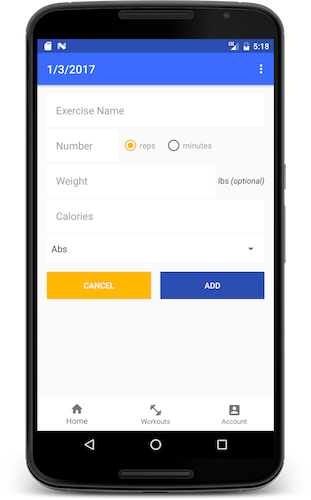 5:18
1/3/2017
Exercise Name
Number reps minutes
Weight lbs (optional)
Calories
Abs
CANCEL ADD
Home Workouts Account